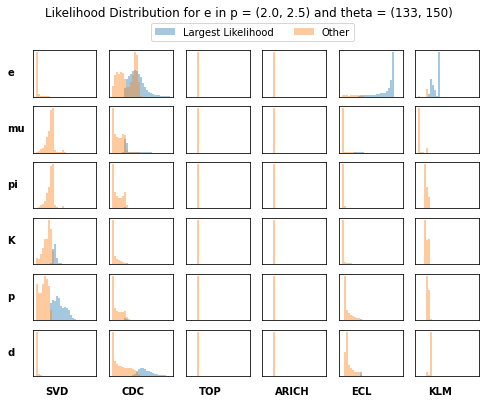 Likelihood Distribution for e in p = (2.0, 2.5) and theta = (133, 150)
Largest Likelihood Other
e
mu
pi
K
p
d
SVD CDC TOP ARICH ECL KLM